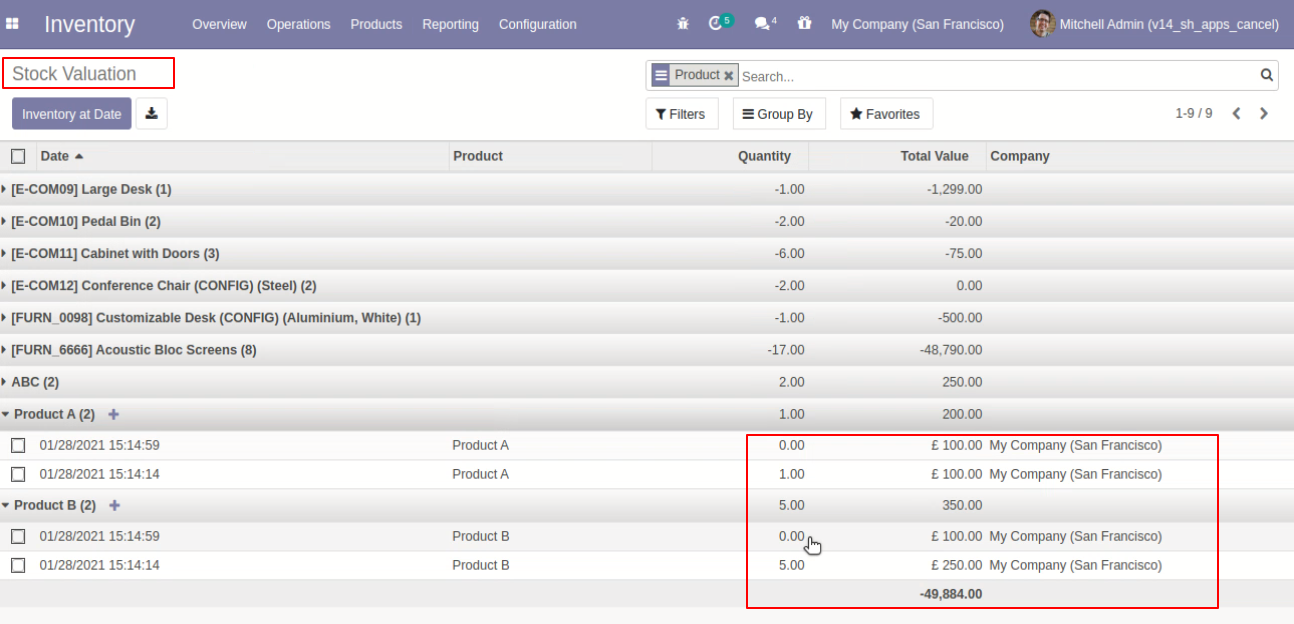 Inventory Overview Operations Products Reporting Configuration 5 4 My Company (San Francisco) Mitchell Admin (v14_sh_apps_cancel)
Stock Valuation Product Search...
Inventory at Date Filters Group By Favorites 1-9 / 9
Date Product Quantity Total Value Company
[E-COM09] Large Desk (1) -1.00 -1,299.00
[E-COM10] Pedal Bin (2) -2.00 -20.00
[E-COM11] Cabinet with Doors (3) -6.00 -75.00
[E-COM12] Conference Chair (CONFIG) (Steel) (2) -2.00 0.00
[FURN_0098] Customizable Desk (CONFIG) (Aluminium, White) (1) -1.00 -500.00
[FURN_6666] Acoustic Bloc Screens (8) -17.00 -48,790.00
ABC (2) 2.00 250.00
Product A (2) 1.00 200.00
01/28/2021 15:14:59 Product A 0.00 £ 100.00 My Company (San Francisco)
01/28/2021 15:14:14 Product A 1.00 £ 100.00 My Company (San Francisco)
Product B (2) 5.00 350.00
01/28/2021 15:14:59 Product B 0.00 £ 100.00 My Company (San Francisco)
01/28/2021 15:14:14 Product B 5.00 £ 250.00 My Company (San Francisco)
-49,884.00